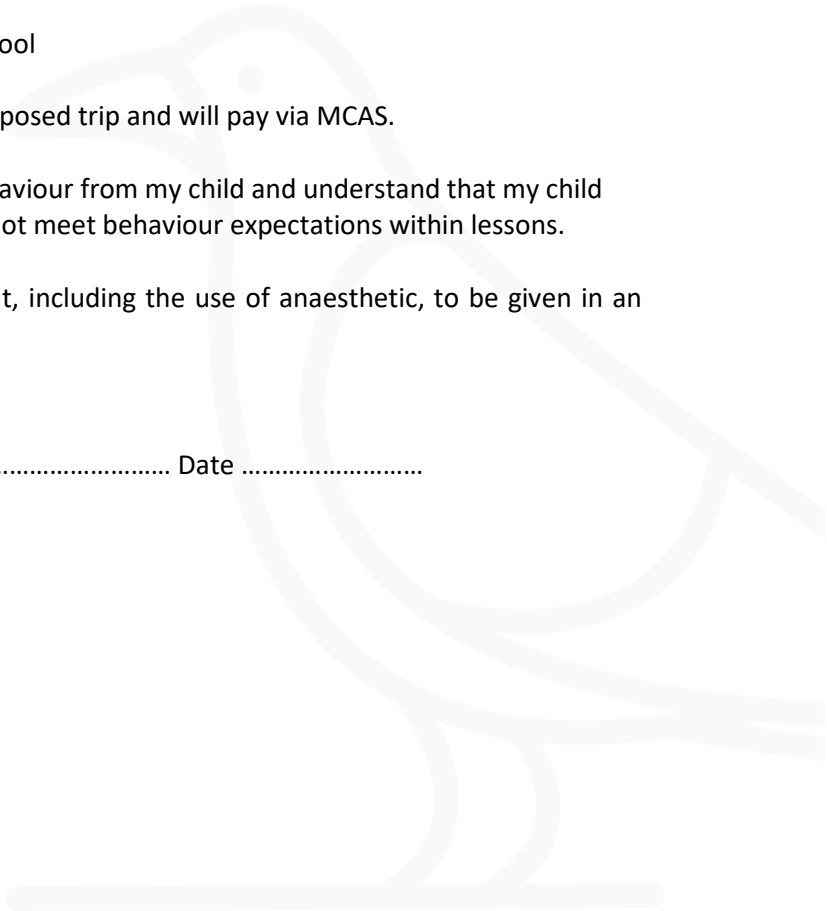 ool
posed trip and will pay via MCAS.
aviour from my child and understand that my child
ot meet behaviour expectations within lessons.
t, including the use of anaesthetic, to be given in an
........................... Date ...........................